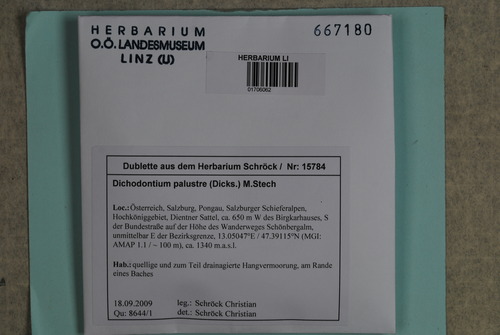 HERBARIUM
O.Ö. LANDESMUSEUM
LINZ (U)
667180
HERBARIUM LI
01706062
Dublette aus dem Herbarium Schröck / Nr: 15784
Dichodontium palustre (Dicks.) M.Stech
Loc.: Österreich, Salzburg, Pongau, Salzburger Schieferalpen,
Hochköniggebiet, Dientner Sattel, ca. 650 m W des Birgkarhauses, S
der Bundestraße auf der Höhe des Wanderweges Schönbergalm,
unmittelbar E der Bezirksgrenze, 13.05047°E / 47.39115°N (MGI:
AMAP 1.1 / ~ 100 m), ca. 1340 m.a.s.l.
Hab.: quellige und zum Teil drainagierte Hangvermoorung, am Rande
eines Baches
18.09.2009 leg.: Schröck Christian
Qu: 8644/1 det.: Schröck Christian